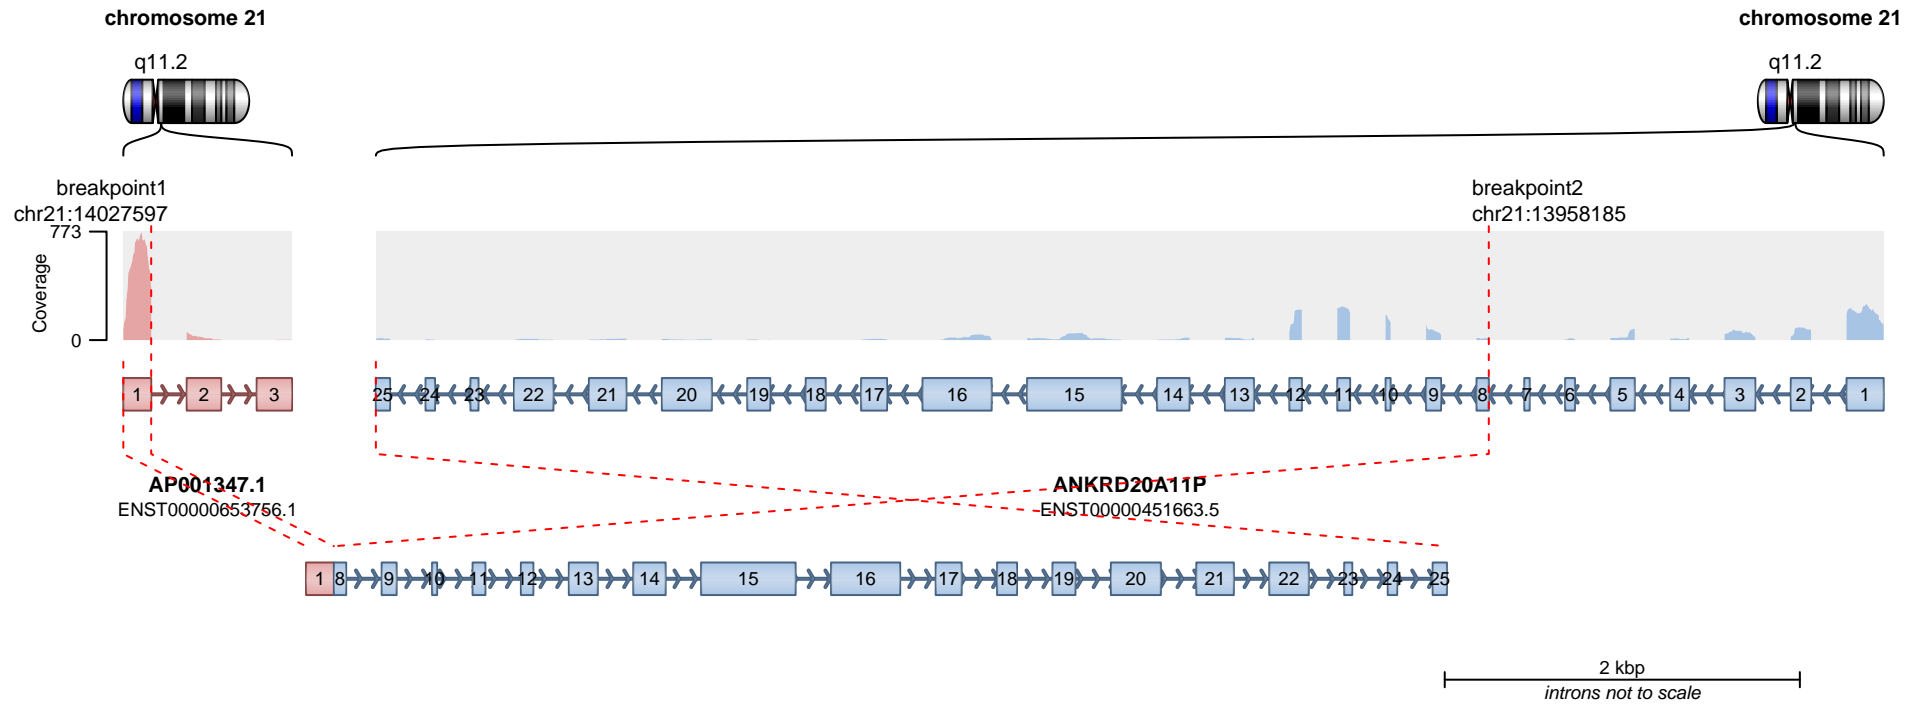 chromosome 21
chromosome 21
q11.2
q11.2
breakpoint1
chr21:14027597
breakpoint2
chr21:13958185
773
Coverage
0
1 2 3
25 24 23 22 21 20 19 18 17 16 15 14 13 12 11 10 9 8 7 6 5 4 3 2 1
AP001347.1
ENST00000653756.1
ANKRD20A11P
ENST00000451663.5
1 8 9 10 11 12 13 14 15 16 17 18 19 20 21 22 23 24 25
2 kbp
introns not to scale